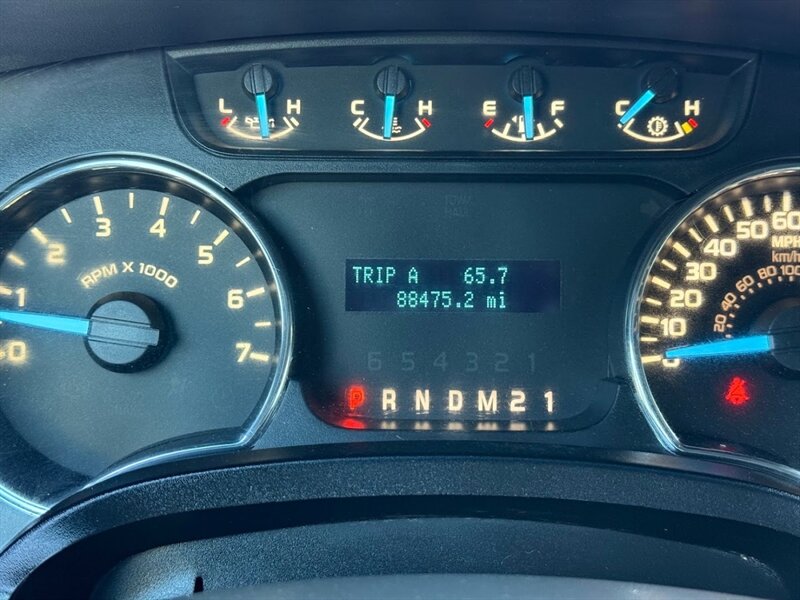 L H C H E F C H
TRIP A 65.7
88475.2 mi
0 1 2 3 4 5 6 7
RPM X 1000
0 10 20 30 40 50 60
MPH
km/h
20 40 60 80 100
6 5 4 3 2 1
P R N D M 2 1